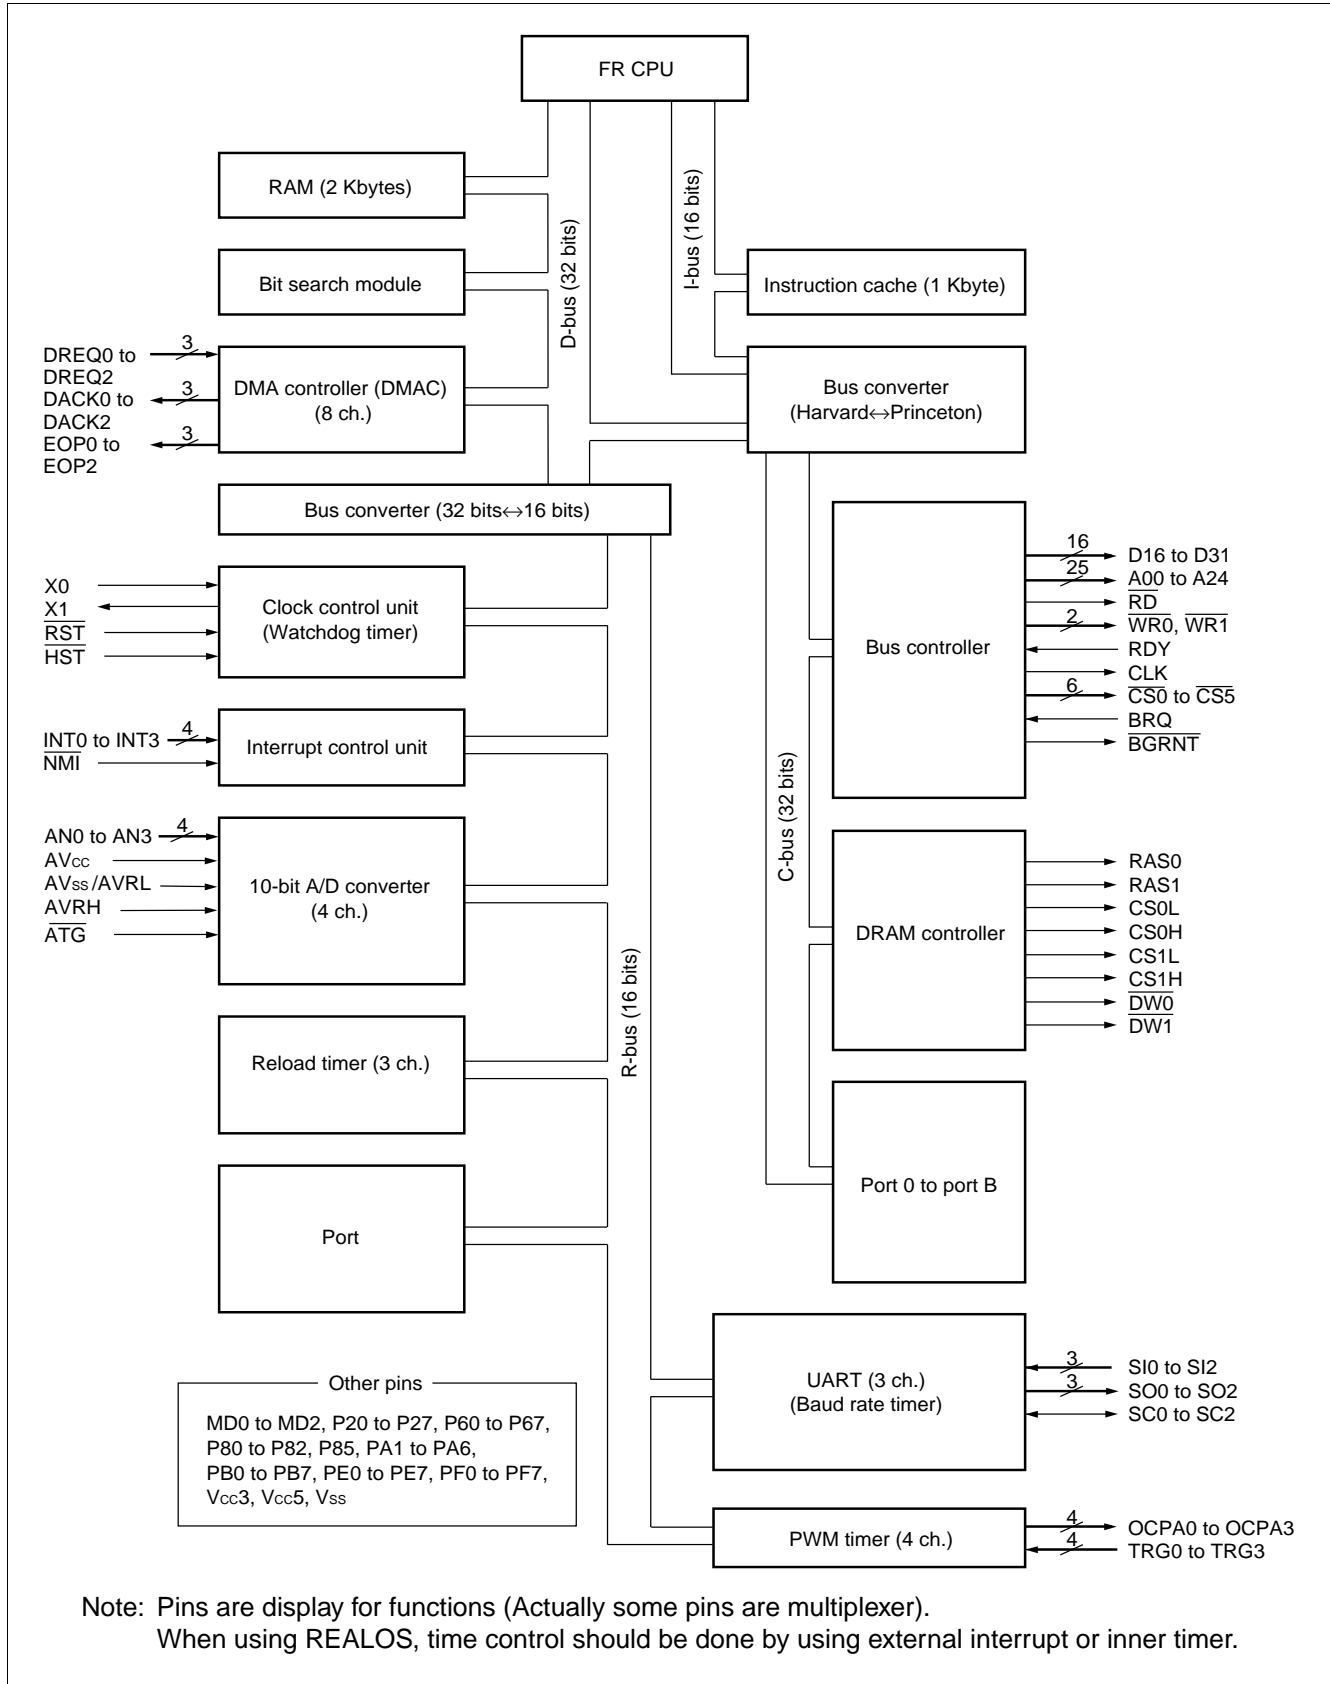 FR CPU
RAM (2 Kbytes)
Bit search module
D-bus (32 bits)
I-bus (16 bits)
Instruction cache (1 Kbyte)
DREQ0 to
DREQ2
DACK0 to
DACK2
EOP0 to
EOP2
3
3
3
DMA controller (DMAC)
(8 ch.)
Bus converter
(Harvard↔Princeton)
Bus converter (32 bits↔16 bits)
X0
X1
RST
HST
Clock control unit
(Watchdog timer)
INT0 to INT3
4
NMI
Interrupt control unit
AN0 to AN3
4
AVCC
AVSS/AVRL
AVRH
ATG
10-bit A/D converter
(4 ch.)
Reload timer (3 ch.)
Port
R-bus (16 bits)
C-bus (32 bits)
Bus controller
16
D16 to D31
25
A00 to A24
RD
2
WR0, WR1
RDY
CLK
6
CS0 to CS5
BRQ
BGRNT
DRAM controller
RAS0
RAS1
CS0L
CS0H
CS1L
CS1H
DW0
DW1
Port 0 to port B
UART (3 ch.)
(Baud rate timer)
3
SI0 to SI2
3
SO0 to SO2
SC0 to SC2
PWM timer (4 ch.)
4
OCPA0 to OCPA3
4
TRG0 to TRG3
Other pins
MD0 to MD2, P20 to P27, P60 to P67,
P80 to P82, P85, PA1 to PA6,
PB0 to PB7, PE0 to PE7, PF0 to PF7,
VCC3, VCC5, VSS
Note: Pins are display for functions (Actually some pins are multiplexer).
When using REALOS, time control should be done by using external interrupt or inner timer.